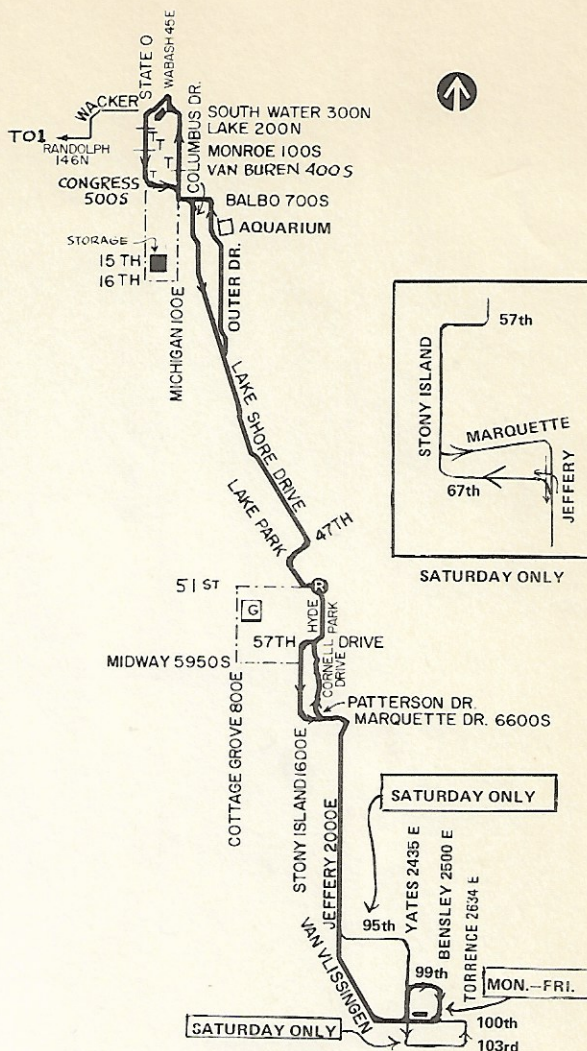 STATE 0
WABASH 45E
WACKER
COLUMBUS DR.
SOUTH WATER 300N
LAKE 200N
TO1
RANDOLPH
146N
T
T
T
T
MONROE 100S
VAN BUREN 400S
CONGRESS
500S
BALBO 700S
AQUARIUM
STORAGE
15TH
16TH
MICHIGAN 100E
OUTER DR.
LAKE SHORE DRIVE
LAKE PARK
47TH
57th
STONY ISLAND
MARQUETTE
67th
JEFFERY
SATURDAY ONLY
51 ST
R
G
HYDE
PARK
57TH
DRIVE
CORNELL
DRIVE
MIDWAY 5950S
COTTAGE GROVE 800E
PATTERSON DR.
MARQUETTE DR. 6600S
STONY ISLAND 1600E
JEFFERY 2000E
SATURDAY ONLY
95th
YATES 2435 E
BENSLEY 2500 E
TORRENCE 2634 E
VAN VLISSINGEN
99th
MON.–FRI.
100th
SATURDAY ONLY
103rd